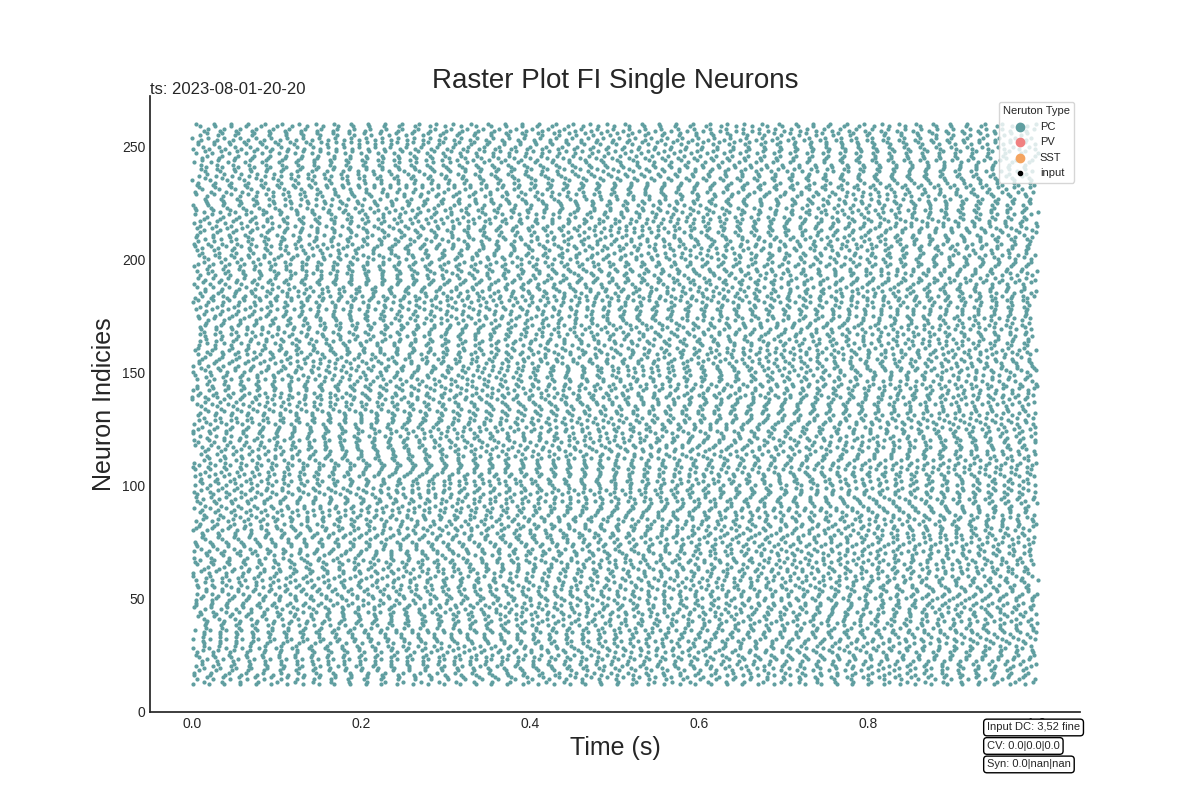 Raster Plot FI Single Neurons
ts: 2023-08-01-20-20
Neruton Type
PC
PV
SST
input
Neuron Indicies
250
200
150
100
50
0
0.0 0.2 0.4 0.6 0.8
Time (s)
Input DC: 3,52 fine
CV: 0.0|0.0|0.0
Syn: 0.0|nan|nan